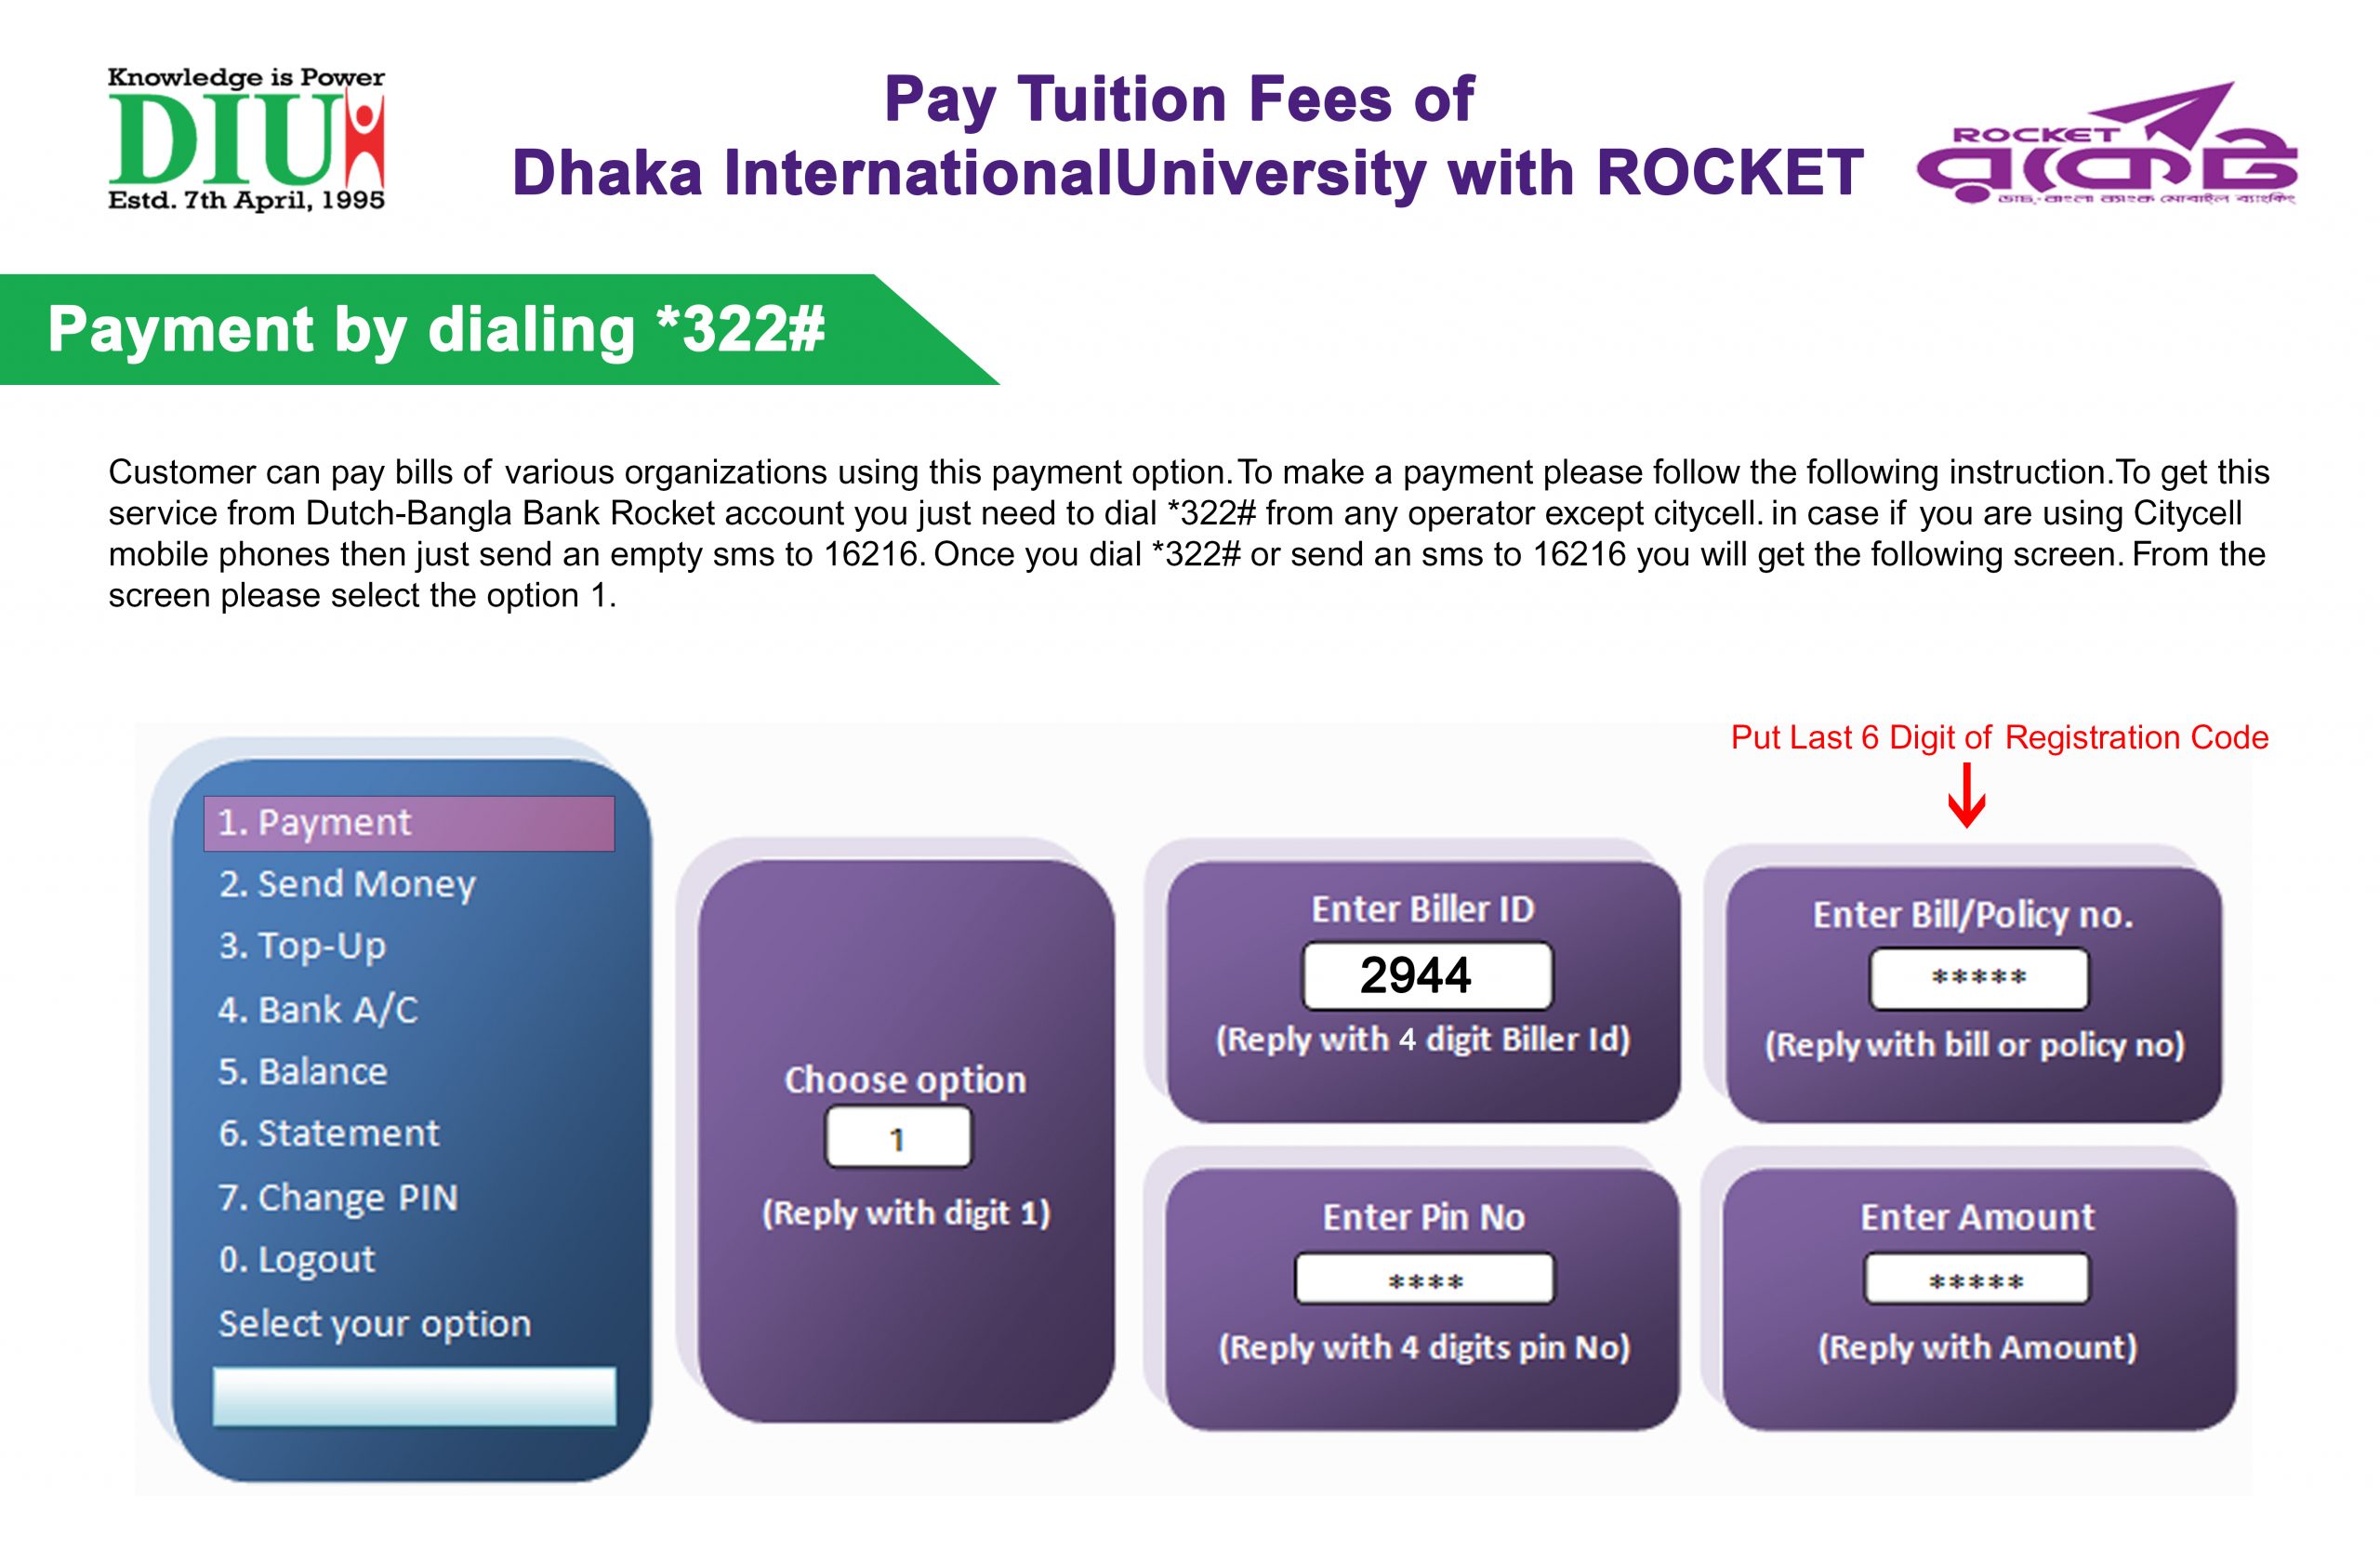 Knowledge is Power
DIU
Estd. 7th April, 1995
Pay Tuition Fees of
Dhaka InternationalUniversity with ROCKET
ROCKET
রকেট
ডাচ্-বাংলা ব্যাংক মোবাইল ব্যাংকিং
Payment by dialing *322#
Customer can pay bills of various organizations using this payment option.To make a payment please follow the following instruction.To get this
service from Dutch-Bangla Bank Rocket account you just need to dial *322# from any operator except citycell. in case if you are using Citycell
mobile phones then just send an empty sms to 16216. Once you dial *322# or send an sms to 16216 you will get the following screen. From the
screen please select the option 1.
1. Payment
2. Send Money
3. Top-Up
4. Bank A/C
5. Balance
6. Statement
7. Change PIN
0. Logout
Select your option
Choose option
1
(Reply with digit 1)
Enter Biller ID
2944
(Reply with 4 digit Biller Id)
Put Last 6 Digit of Registration Code
Enter Bill/Policy no.
*****
(Reply with bill or policy no)
Enter Pin No
****
(Reply with 4 digits pin No)
Enter Amount
*****
(Reply with Amount)